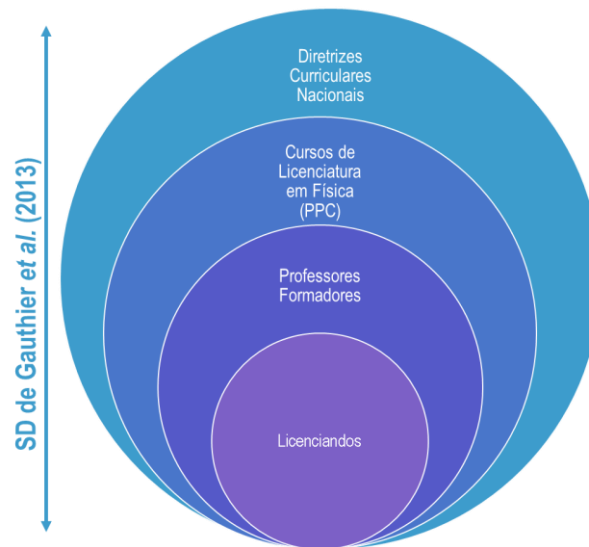 SD de Gauthier et al. (2013)
Diretrizes
Curriculares
Nacionais
Cursos de
Licenciatura
em Física
(PPC)
Professores
Formadores
Licenciandos